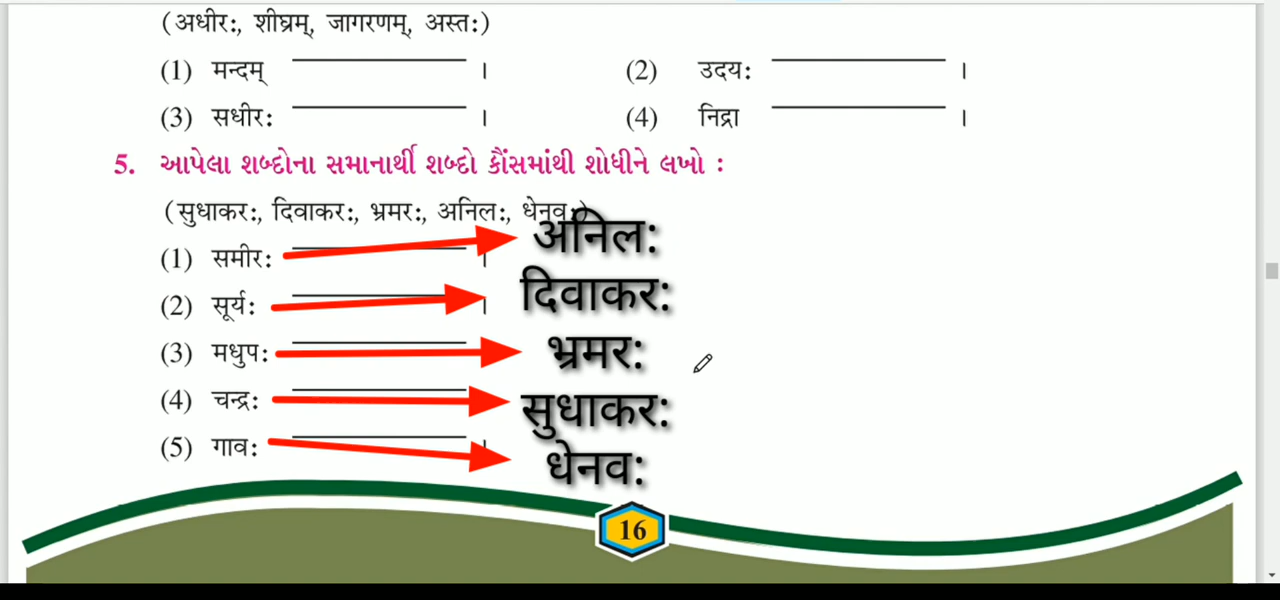 (अधीरः, शीघ्रम्, जागरणम्, अस्तः)
(1) मन्दम् । (2) उदयः ।
(3) सधीरः । (4) निद्रा ।
5. આપેલા શબ્દોના સમાનાર્થી શબ્દો કૌંસમાંથી શોધીને લખો :
(सुधाकरः, दिवाकरः, भ्रमरः, अनिलः, धेनवः)
(1) समीरः । अनिलः
(2) सूर्यः । दिवाकरः
(3) मधुपः भ्रमरः
(4) चन्द्रः सुधाकरः
(5) गावः । धेनवः
16